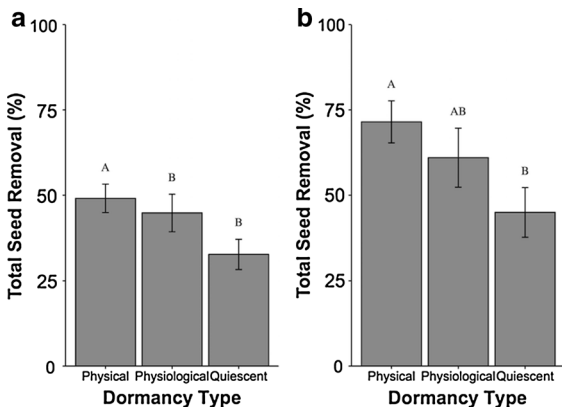 a
Total Seed Removal (%)
100
75
50
25
0
A
B
B
Physical Physiological Quiescent
Dormancy Type
b
Total Seed Removal (%)
100
75
50
25
0
A
AB
B
Physical Physiological Quiescent
Dormancy Type